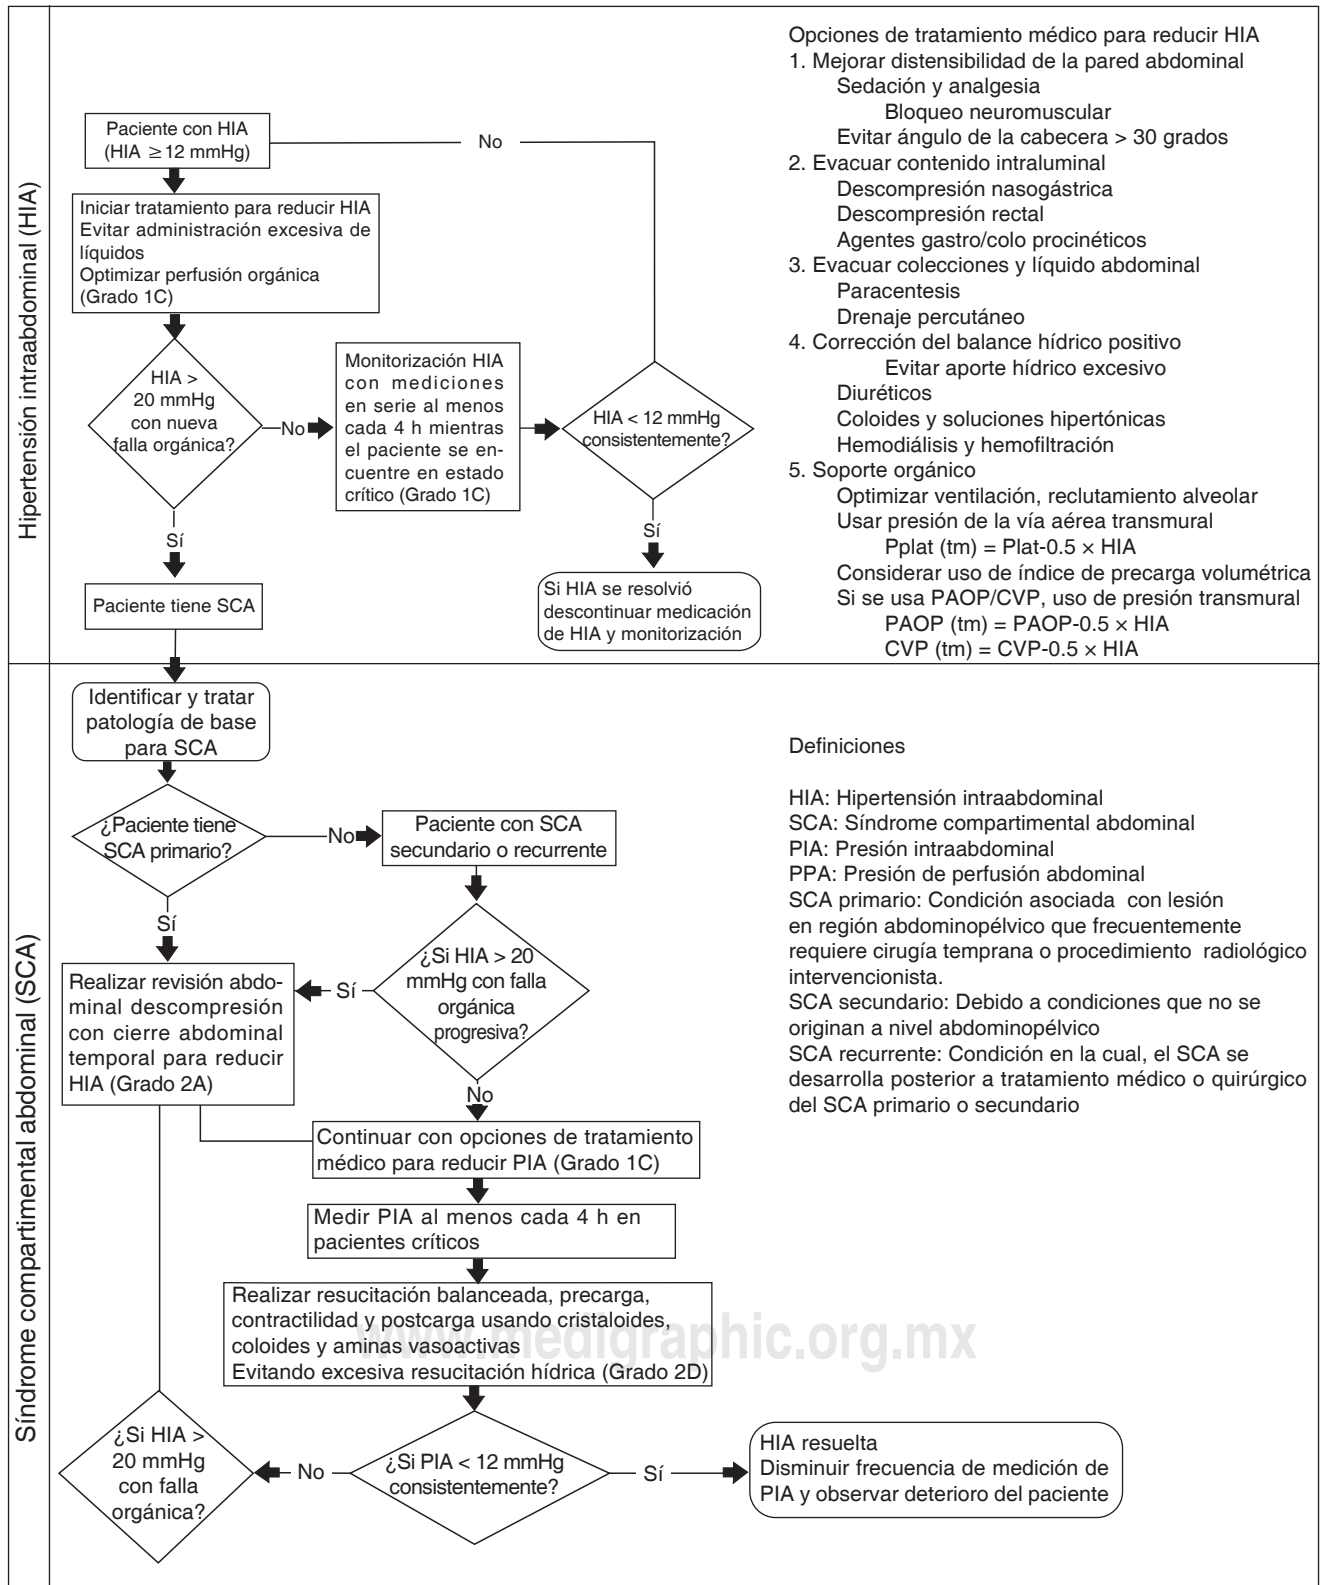 Hipertensión intraabdominal (HIA)
Paciente con HIA
(HIA ≥12 mmHg)
No
Iniciar tratamiento para reducir HIA
Evitar administración excesiva de
líquidos
Optimizar perfusión orgánica
(Grado 1C)
HIA >
20 mmHg
con nueva
falla orgánica?
No
Monitorización HIA
con mediciones
en serie al menos
cada 4 h mientras
el paciente se en-
cuentre en estado
crítico (Grado 1C)
HIA < 12 mmHg
consistentemente?
Sí
Sí
Si HIA se resolvió
descontinuar medicación
de HIA y monitorización
Paciente tiene SCA
Opciones de tratamiento médico para reducir HIA
1. Mejorar distensibilidad de la pared abdominal
Sedación y analgesia
Bloqueo neuromuscular
Evitar ángulo de la cabecera > 30 grados
2. Evacuar contenido intraluminal
Descompresión nasogástrica
Descompresión rectal
Agentes gastro/colo procinéticos
3. Evacuar colecciones y líquido abdominal
Paracentesis
Drenaje percutáneo
4. Corrección del balance hídrico positivo
Evitar aporte hídrico excesivo
Diuréticos
Coloides y soluciones hipertónicas
Hemodiálisis y hemofiltración
5. Soporte orgánico
Optimizar ventilación, reclutamiento alveolar
Usar presión de la vía aérea transmural
Pplat (tm) = Plat-0.5 × HIA
Considerar uso de índice de precarga volumétrica
Si se usa PAOP/CVP, uso de presión transmural
PAOP (tm) = PAOP-0.5 × HIA
CVP (tm) = CVP-0.5 × HIA
Síndrome compartimental abdominal (SCA)
Identificar y tratar
patología de base
para SCA
¿Paciente tiene
SCA primario?
No
Paciente con SCA
secundario o recurrente
Sí
¿Si HIA > 20
mmHg con falla
orgánica
progresiva?
Sí
Realizar revisión abdo-
minal descompresión
con cierre abdominal
temporal para reducir
HIA (Grado 2A)
No
Continuar con opciones de tratamiento
médico para reducir PIA (Grado 1C)
Medir PIA al menos cada 4 h en
pacientes críticos
Realizar resucitación balanceada, precarga,
contractilidad y postcarga usando cristaloides,
coloides y aminas vasoactivas
Evitando excesiva resucitación hídrica (Grado 2D)
www.medigraphic.org.mx
¿Si PIA < 12 mmHg
consistentemente?
No
¿Si HIA >
20 mmHg
con falla
orgánica?
Sí
HIA resuelta
Disminuir frecuencia de medición de
PIA y observar deterioro del paciente
Definiciones
HIA: Hipertensión intraabdominal
SCA: Síndrome compartimental abdominal
PIA: Presión intraabdominal
PPA: Presión de perfusión abdominal
SCA primario: Condición asociada con lesión
en región abdominopélvico que frecuentemente
requiere cirugía temprana o procedimiento radiológico
intervencionista.
SCA secundario: Debido a condiciones que no se
originan a nivel abdominopélvico
SCA recurrente: Condición en la cual, el SCA se
desarrolla posterior a tratamiento médico o quirúrgico
del SCA primario o secundario